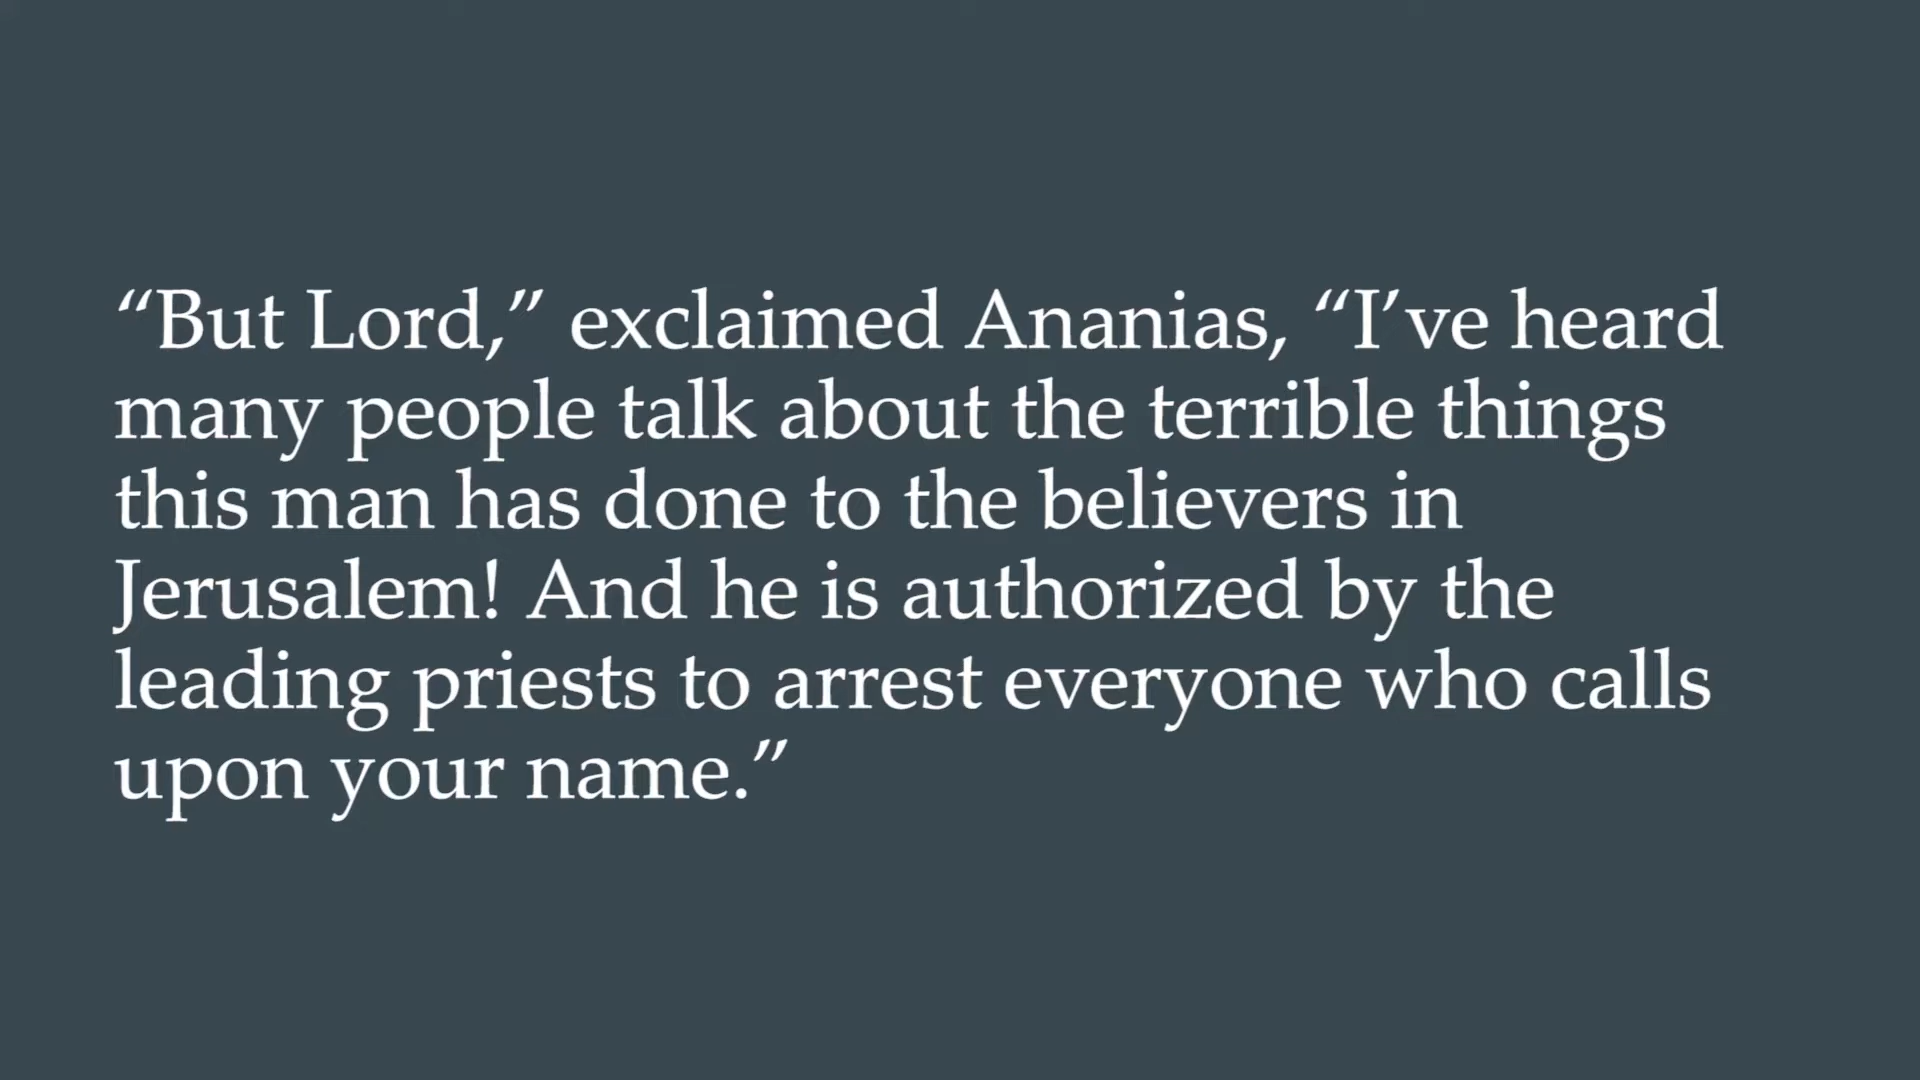 “But Lord,” exclaimed Ananias, “I’ve heard
many people talk about the terrible things
this man has done to the believers in
Jerusalem! And he is authorized by the
leading priests to arrest everyone who calls
upon your name.”